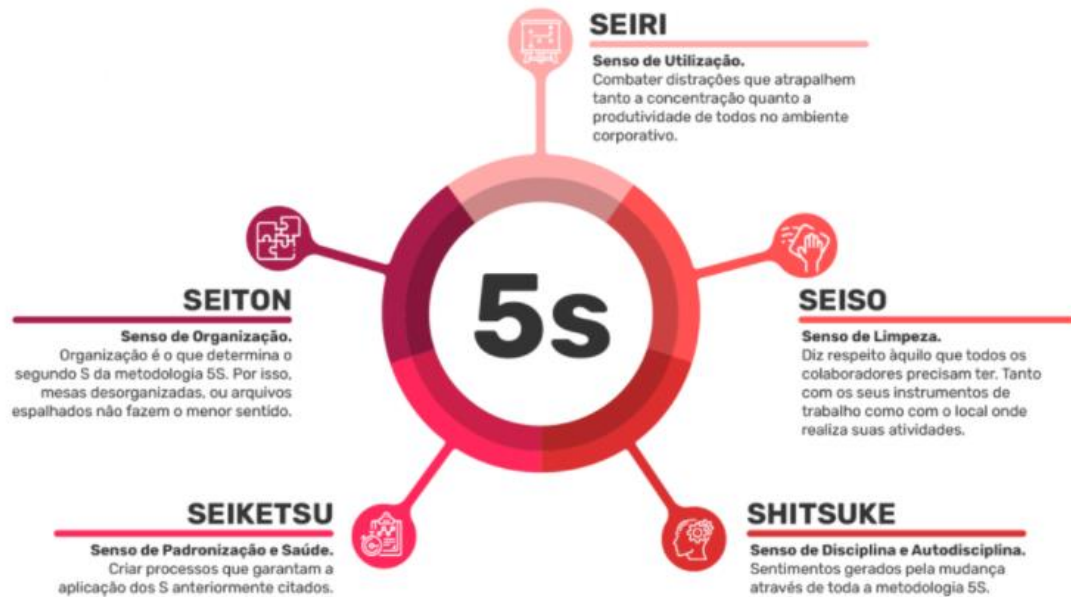 SEIRI
Senso de Utilização.
Combater distrações que atrapalhem
tanto a concentração quanto a
produtividade de todos no ambiente
corporativo.
SEITON
Senso de Organização.
Organização é o que determina o
segundo S da metodologia 5S. Por isso,
mesas desorganizadas, ou arquivos
espalhados não fazem o menor sentido.
5s
SEISO
Senso de Limpeza.
Diz respeito àquilo que todos os
colaboradores precisam ter. Tanto
com os seus instrumentos de
trabalho como com o local onde
realiza suas atividades.
SEIKETSU
Senso de Padronização e Saúde.
Criar processos que garantam a
aplicação dos S anteriormente citados.
SHITSUKE
Senso de Disciplina e Autodisciplina.
Sentimentos gerados pela mudança
através de toda a metodologia 5S.